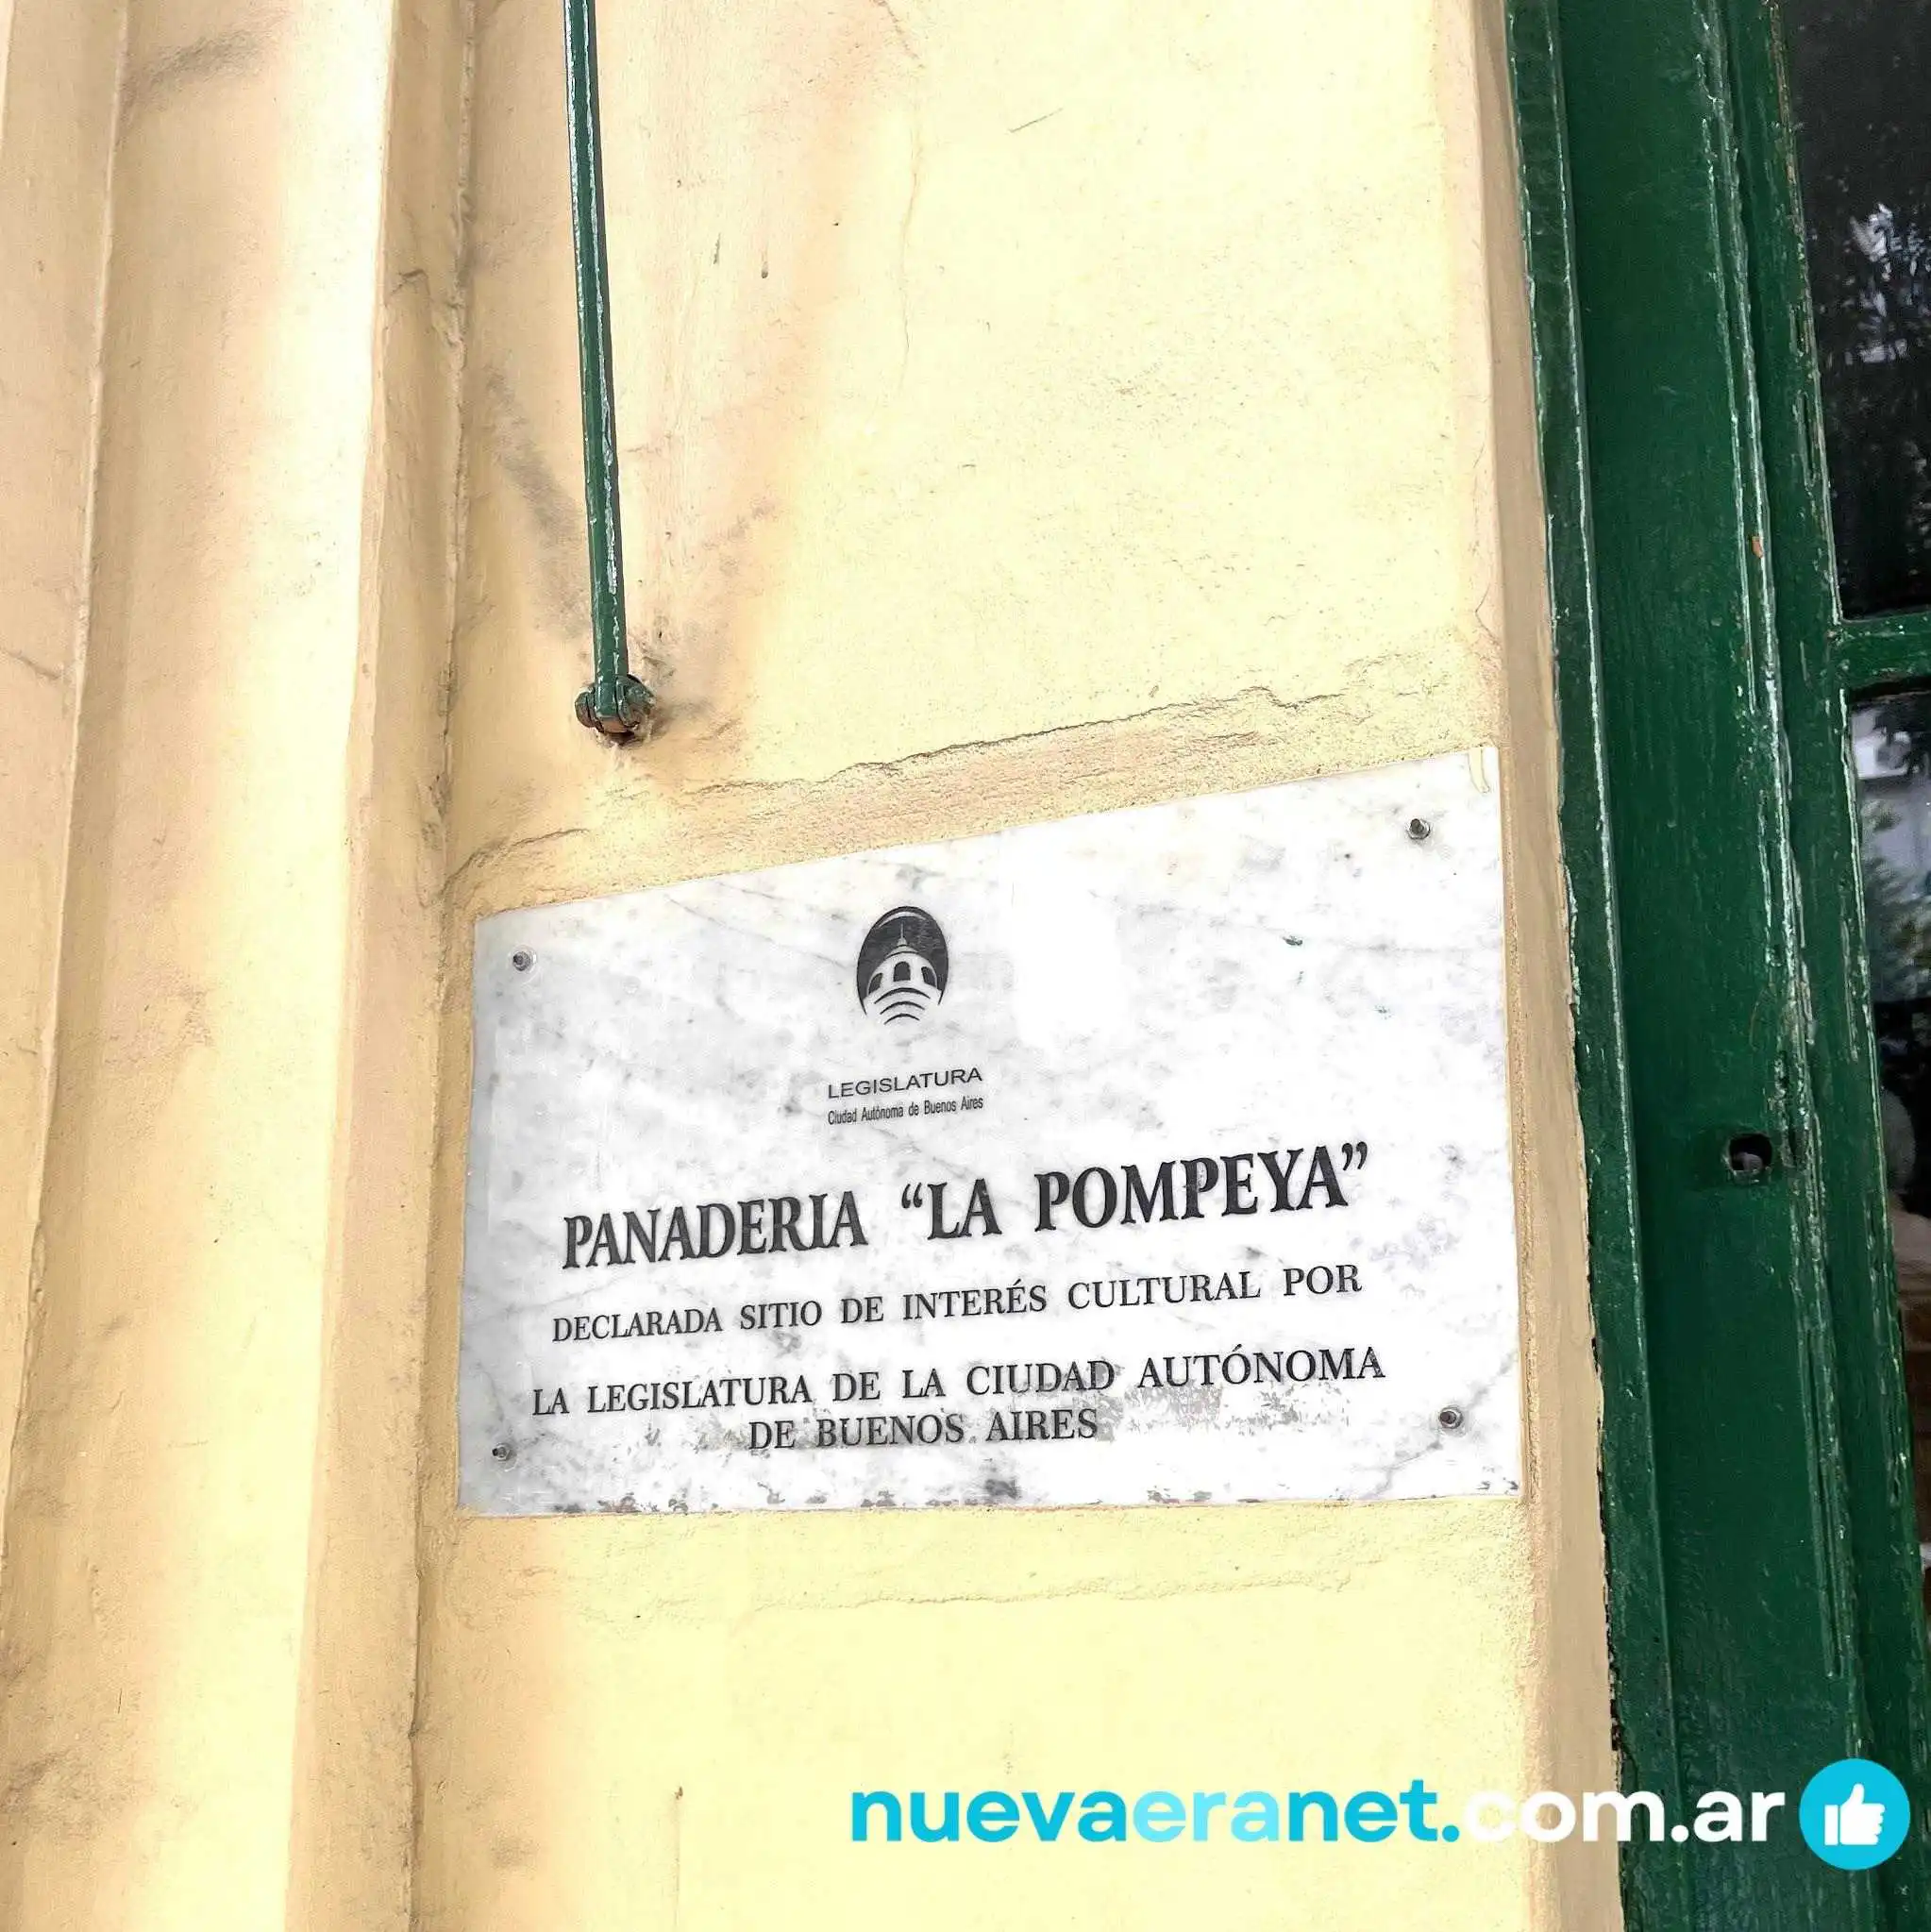 LEGISLATURA
Ciudad Autónoma de Buenos Aires
PANADERIA “LA POMPEYA”
DECLARADA SITIO DE INTERÉS CULTURAL POR
LA LEGISLATURA DE LA CIUDAD AUTÓNOMA
DE BUENOS AIRES
nuevaeranet.com.ar